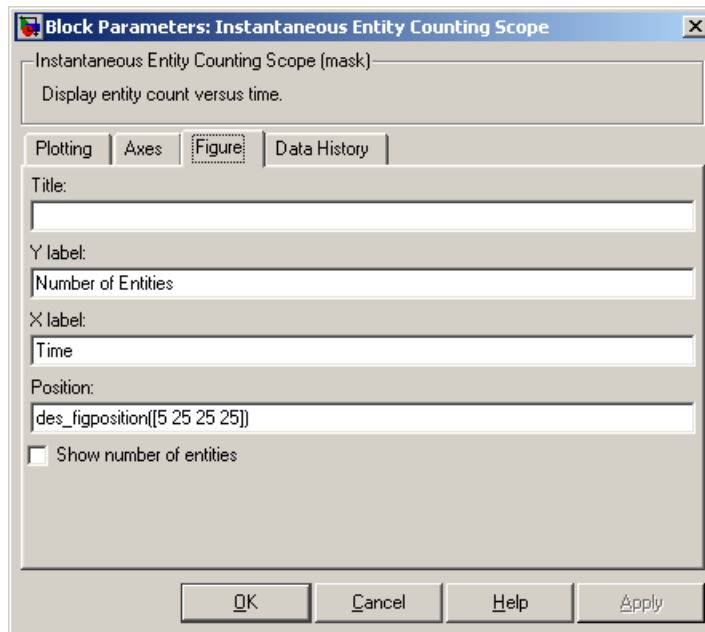 Block Parameters: Instantaneous Entity Counting Scope
Instantaneous Entity Counting Scope (mask)
Display entity count versus time.
Plotting Axes Figure Data History
Title:
Y label:
Number of Entities
X label:
Time
Position:
des_figposition([5 25 25 25])
Show number of entities
OK Cancel Help Apply